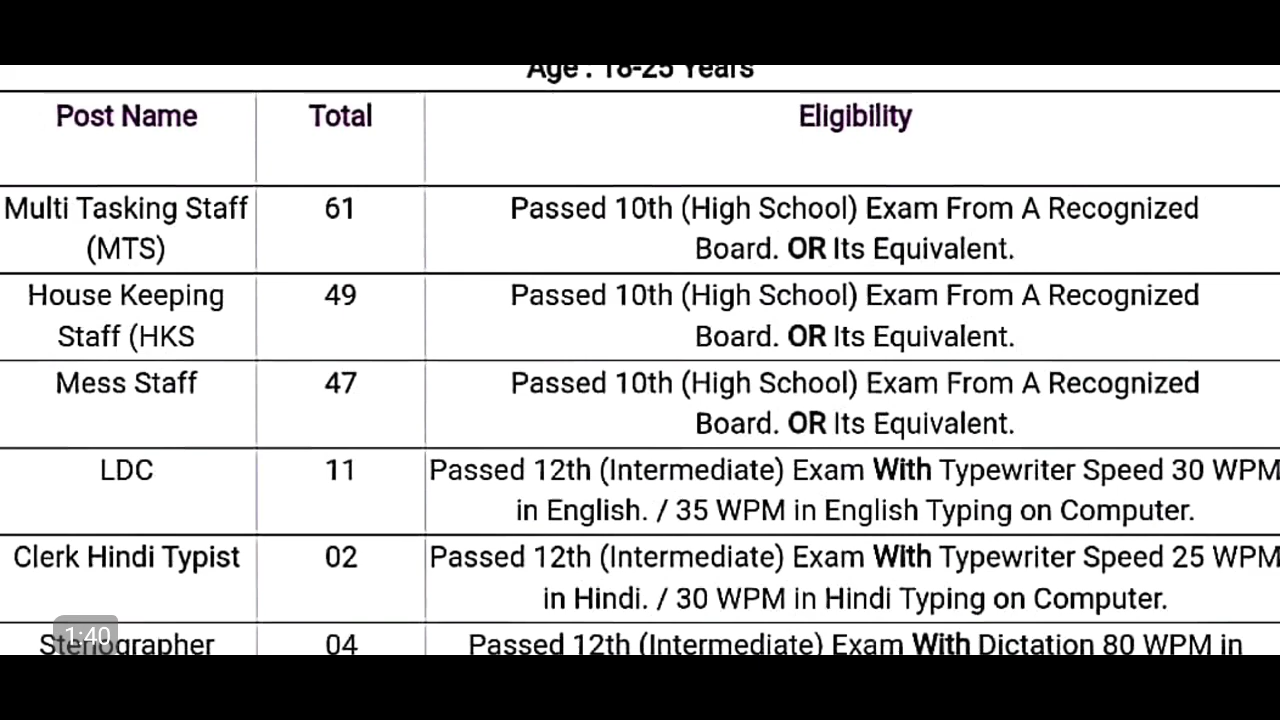 Age : 18-25 Years
Post Name Total Eligibility
Multi Tasking Staff 61 Passed 10th (High School) Exam From A Recognized
(MTS) Board. OR Its Equivalent.
House Keeping 49 Passed 10th (High School) Exam From A Recognized
Staff (HKS Board. OR Its Equivalent.
Mess Staff 47 Passed 10th (High School) Exam From A Recognized
Board. OR Its Equivalent.
LDC 11 Passed 12th (Intermediate) Exam With Typewriter Speed 30 WPM
in English. / 35 WPM in English Typing on Computer.
Clerk Hindi Typist 02 Passed 12th (Intermediate) Exam With Typewriter Speed 25 WPM
in Hindi. / 30 WPM in Hindi Typing on Computer.
Stenographer 04 Passed 12th (Intermediate) Exam With Dictation 80 WPM in
1:40